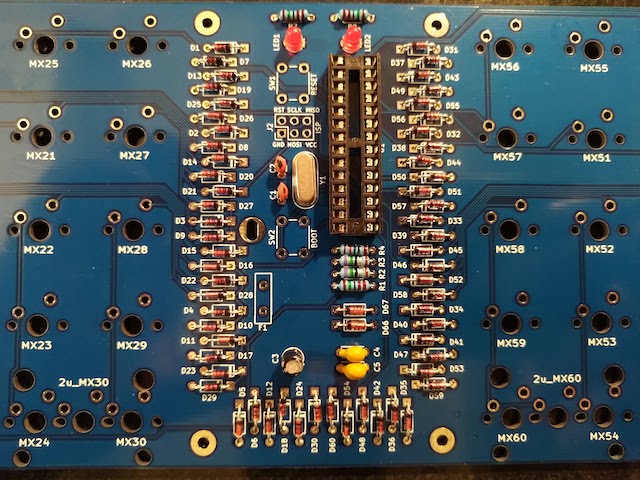 LED1
LED2
D1
D7
D13
D19
D25
D26
D2
D8
D14
D20
D21
D27
D3
D9
D15
D16
D22
D28
D4
D10
D11
D17
D23
D29
MX25
MX26
MX21
MX27
MX22
MX28
MX23
MX29
2u_MX30
MX24
MX30
SW1
RESET
RST SCLK MISO
J2
ISP
GND MOSI VCC
C2
C1
Y1
SW2
BOOT
F1
C3
R4
R3
R2
R1
D67
D66
C4
C5
D5
D12
D24
D54
D42
D35
D6
D18
D30
D60
D48
D36
D31
D37
D43
D49
D55
D56
D32
D38
D44
D50
D51
D57
D33
D39
D45
D46
D52
D58
D34
D40
D41
D47
D53
D59
MX56
MX55
MX57
MX51
MX58
MX52
MX59
MX53
2u_MX60
MX60
MX54